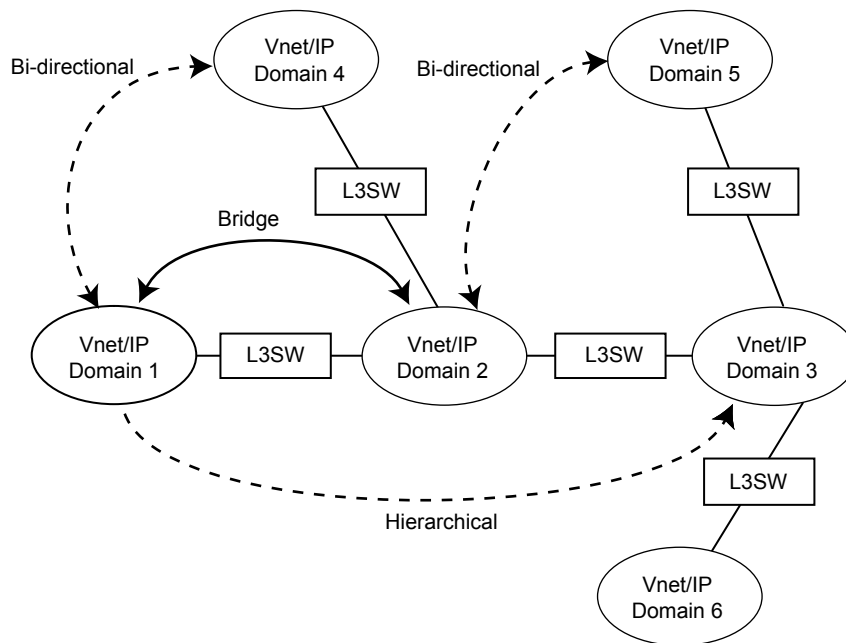 Vnet/IP
Domain 4
Vnet/IP
Domain 5
Bi-directional
Bi-directional
L3SW
L3SW
Bridge
Vnet/IP
Domain 1
L3SW
Vnet/IP
Domain 2
L3SW
Vnet/IP
Domain 3
L3SW
Hierarchical
Vnet/IP
Domain 6